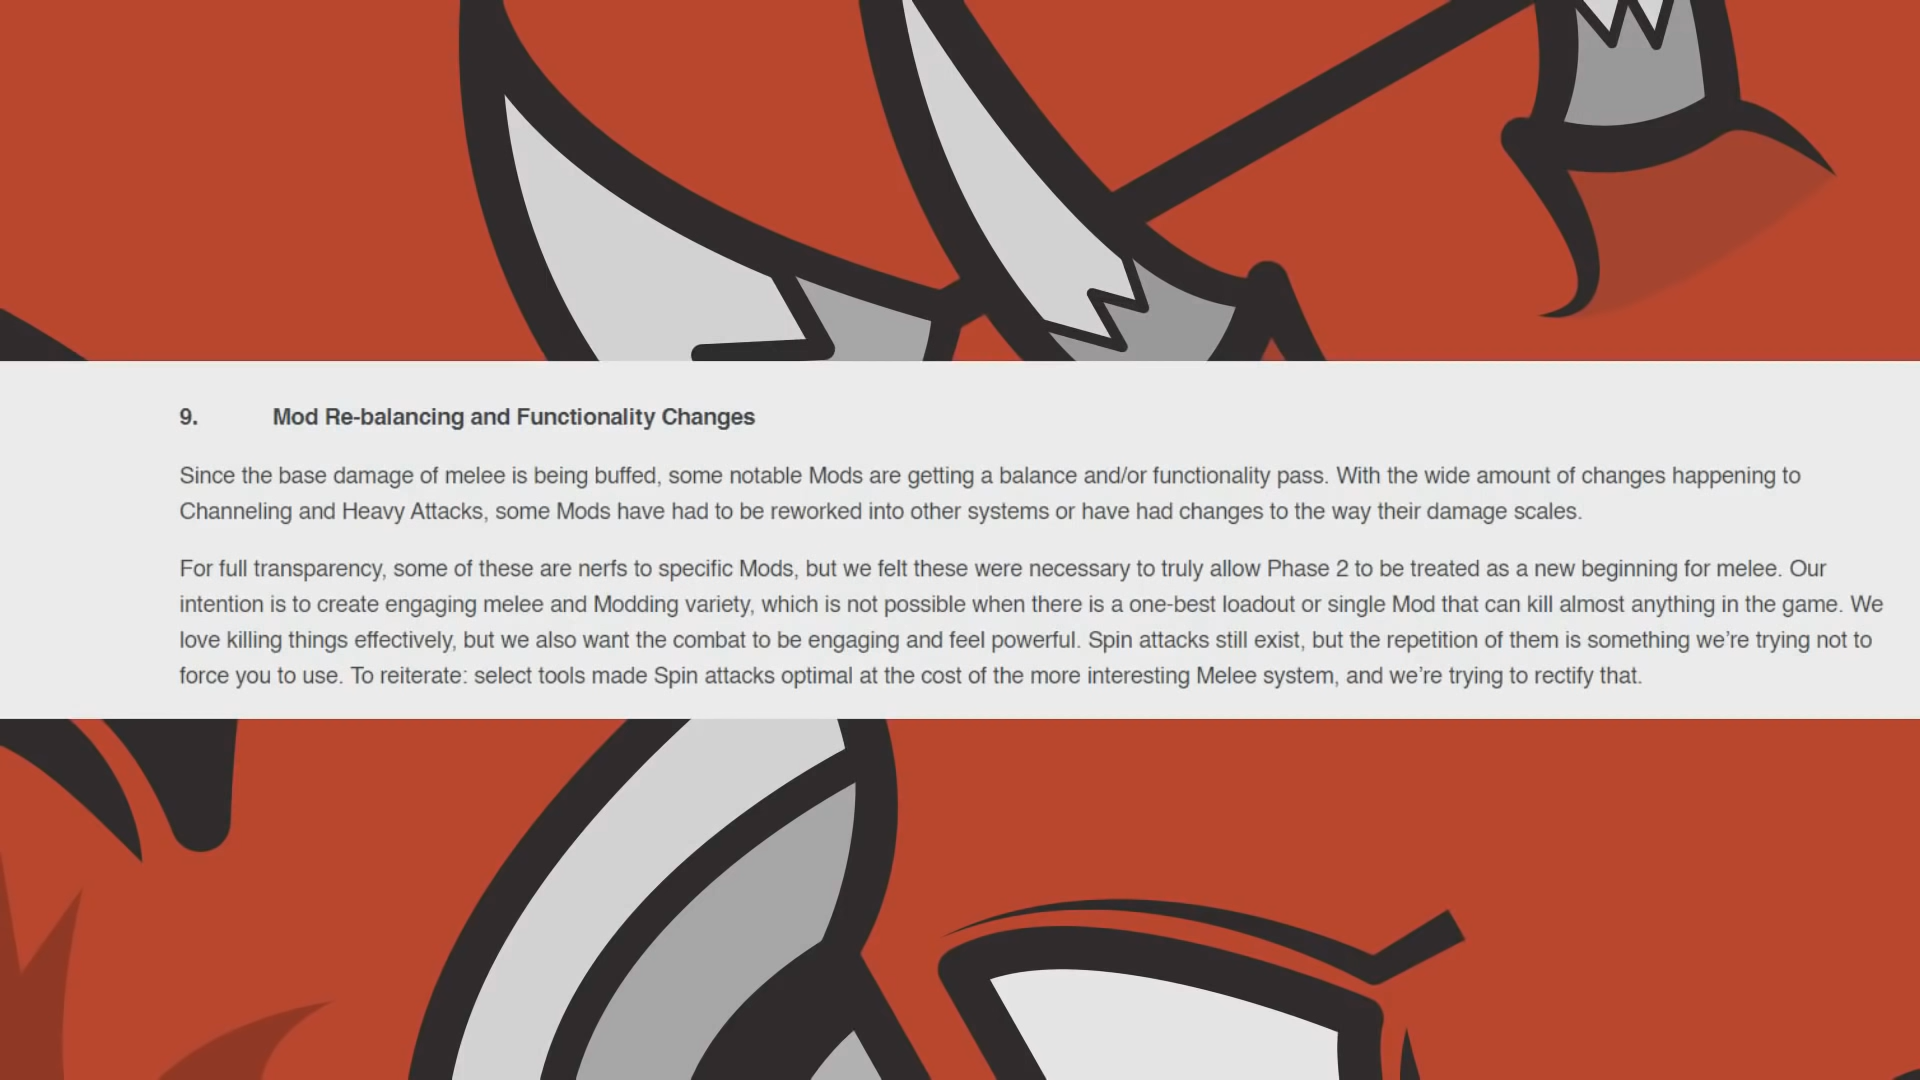 9. Mod Re-balancing and Functionality Changes
Since the base damage of melee is being buffed, some notable Mods are getting a balance and/or functionality pass. With the wide amount of changes happening to
Channeling and Heavy Attacks, some Mods have had to be reworked into other systems or have had changes to the way their damage scales.
For full transparency, some of these are nerfs to specific Mods, but we felt these were necessary to truly allow Phase 2 to be treated as a new beginning for melee. Our
intention is to create engaging melee and Modding variety, which is not possible when there is a one-best loadout or single Mod that can kill almost anything in the game. We
love killing things effectively, but we also want the combat to be engaging and feel powerful. Spin attacks still exist, but the repetition of them is something we’re trying not to
force you to use. To reiterate: select tools made Spin attacks optimal at the cost of the more interesting Melee system, and we’re trying to rectify that.